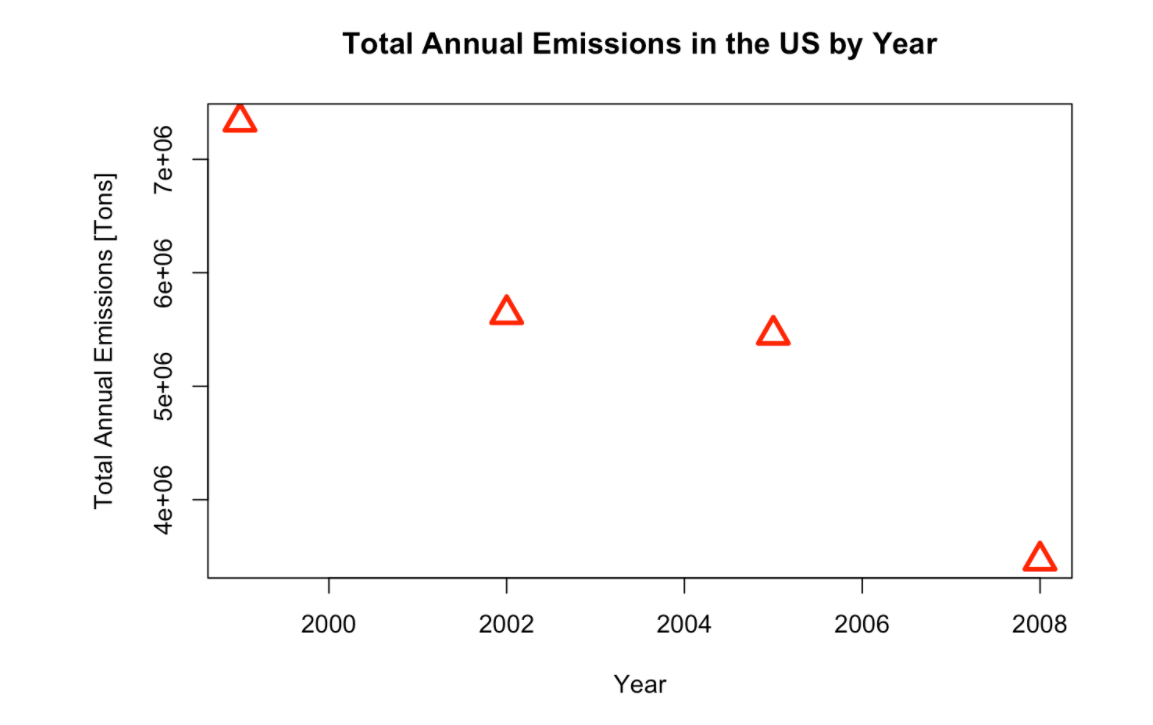 Total Annual Emissions in the US by Year
Total Annual Emissions [Tons]
7e+06
6e+06
5e+06
4e+06
2000 2002 2004 2006 2008
Year